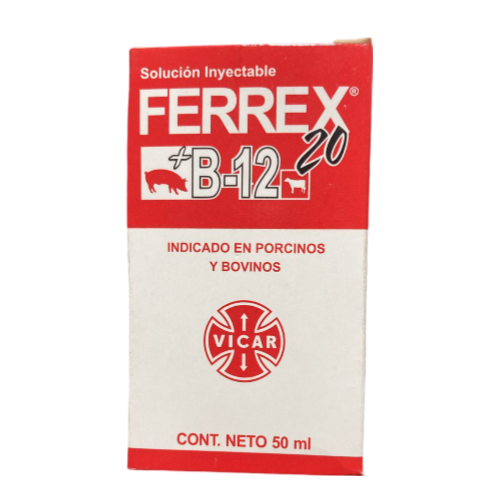 Solución Inyectable
FERREX®
20
+B-12
INDICADO EN PORCINOS
Y BOVINOS
VICAR
CONT. NETO 50 ml